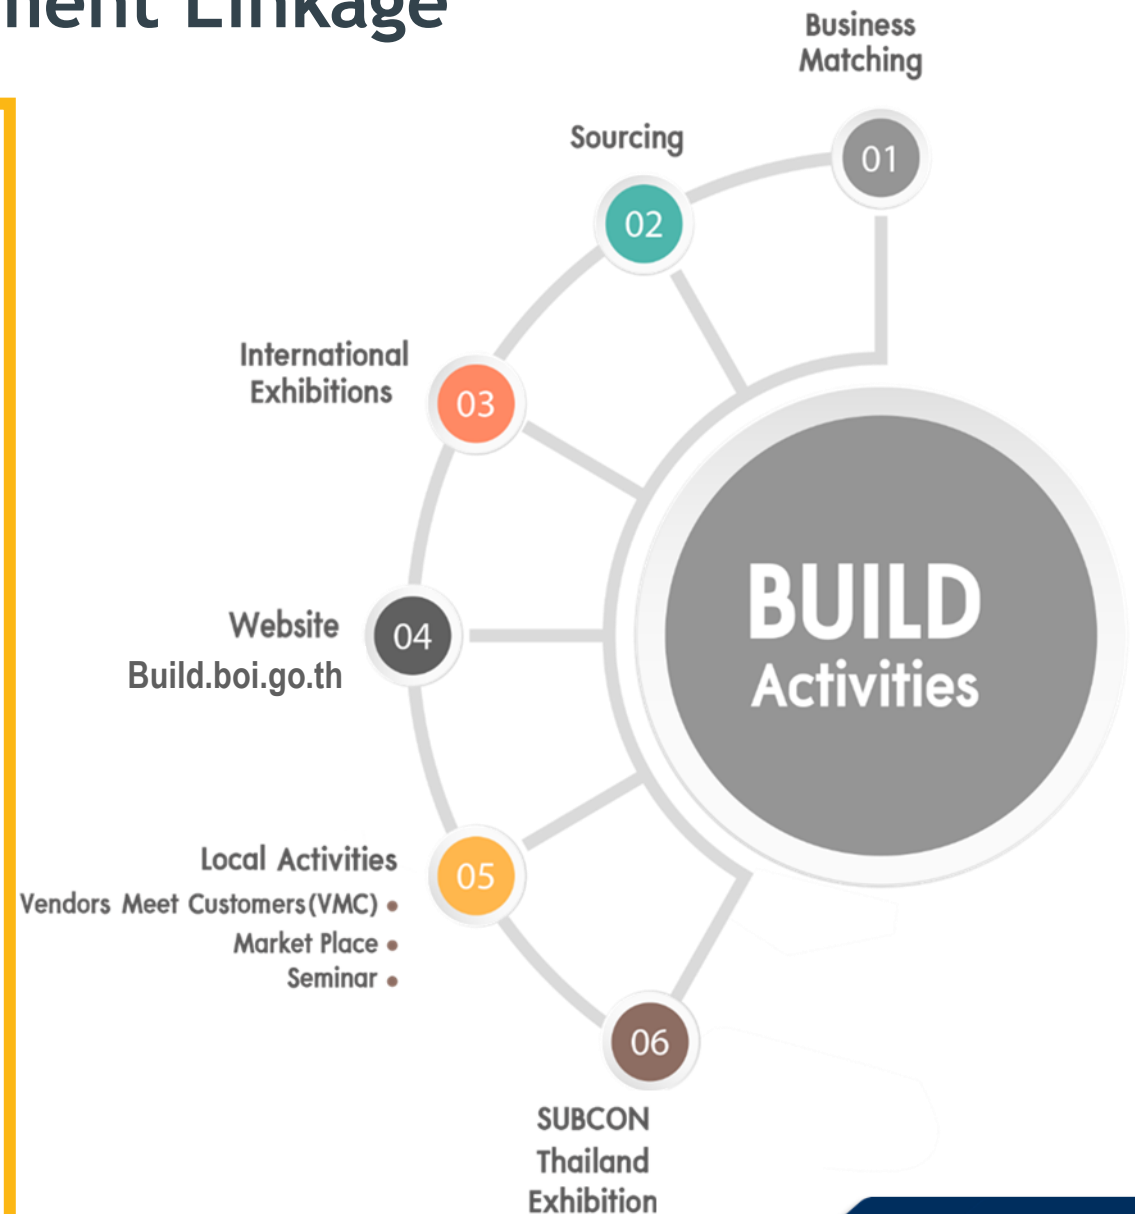 Linkage
Business
Matching
01
Sourcing
02
International
Exhibitions
03
Website
Build.boi.go.th
04
BUILD
Activities
Local Activities
Vendors Meet Customers(VMC) •
Market Place •
Seminar •
05
06
SUBCON
Thailand
Exhibition